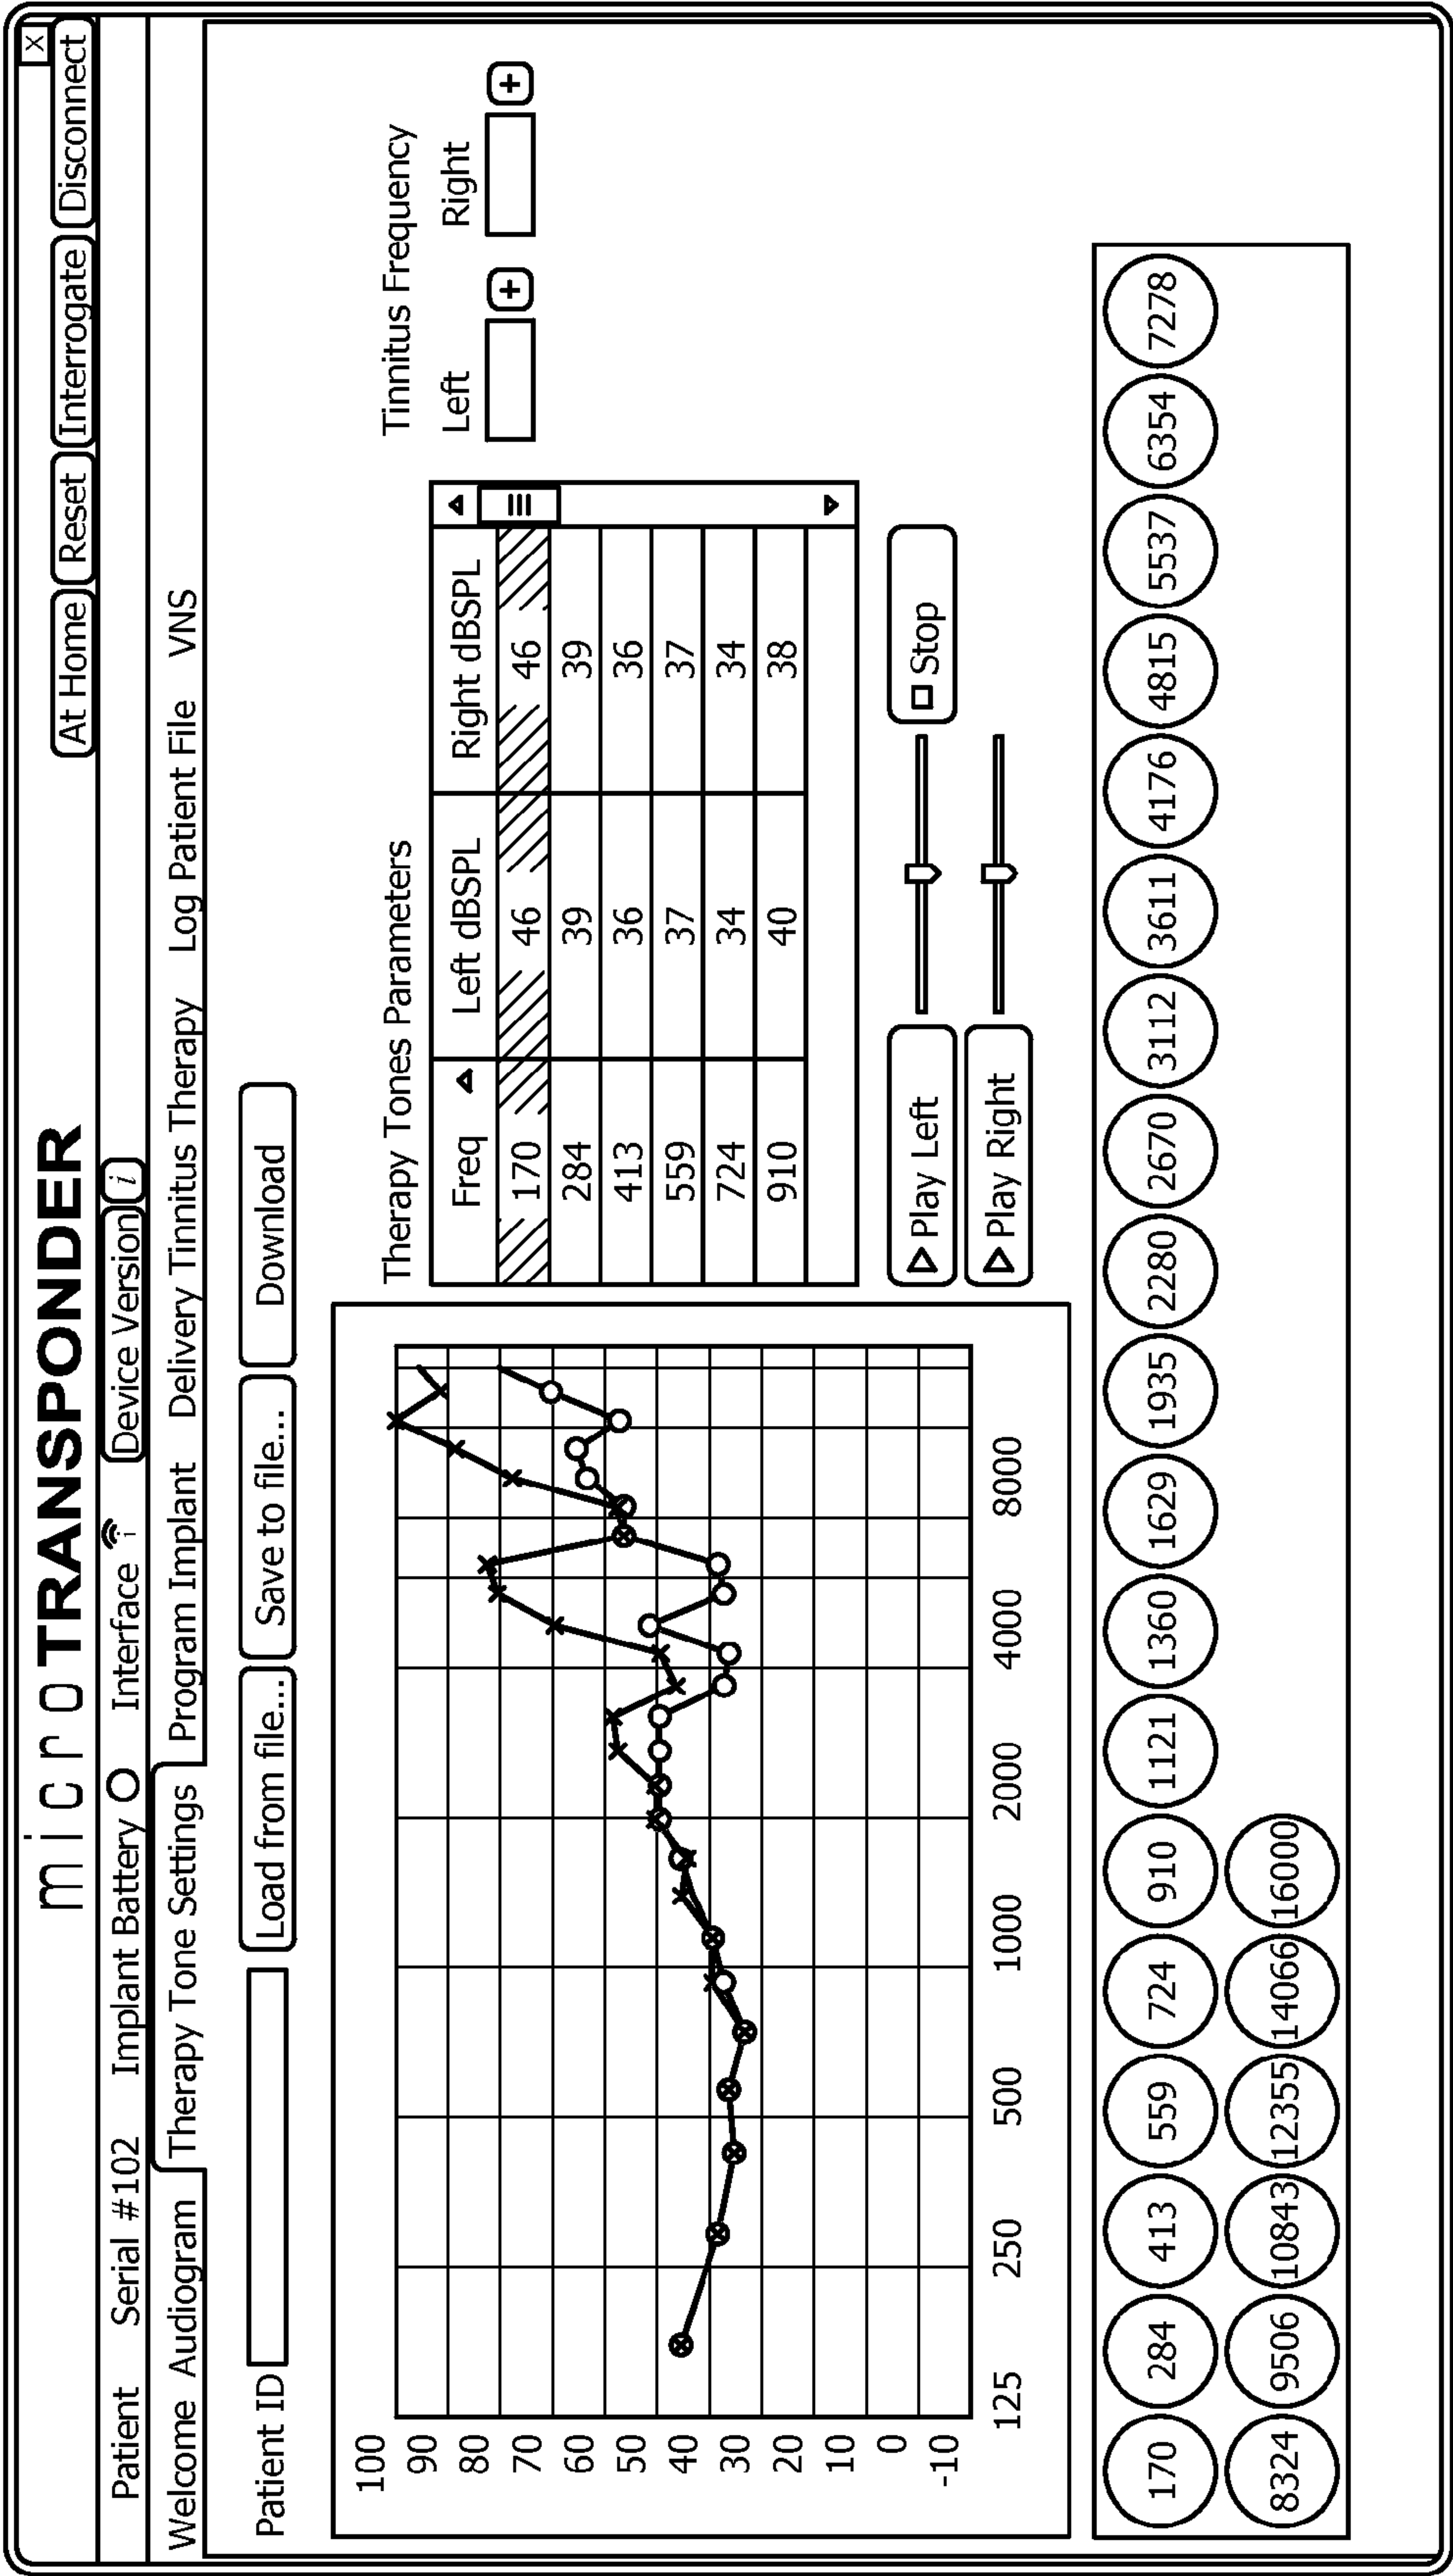 X
microTRANSPONDER
At Home Reset Interrogate Disconnect
Patient Serial #102 Implant Battery Interface Device Version i
Welcome Audiogram Therapy Tone Settings Program Implant Delivery Tinnitus Therapy Log Patient File VNS
Patient ID Load from file... Save to file... Download
Therapy Tones Parameters
Tinnitus Frequency
Left Right
+ +
Freq Left dBSPL Right dBSPL
170 46 46
284 39 39
413 36 36
559 37 37
724 34 34
910 40 38
Play Left Stop
Play Right
100
90
80
70
60
50
40
30
20
10
0
-10
125 250 500 1000 2000 4000 8000
170 284 413 559 724 910 1121 1360 1629 1935 2280 2670 3112 3611 4176 4815 5537 6354 7278
8324 9506 10843 12355 14066 16000